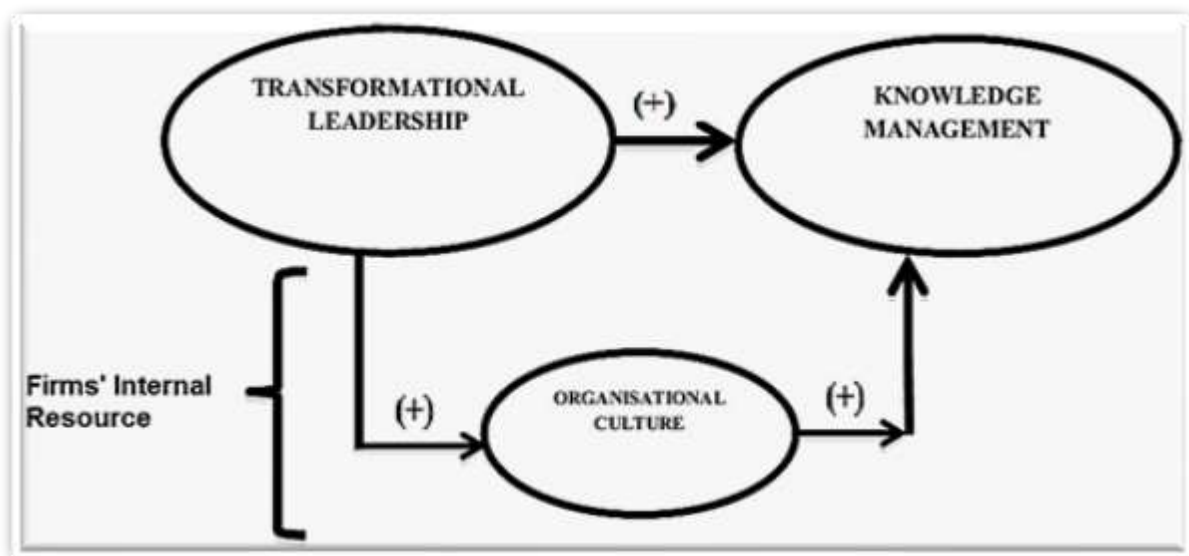 TRANSFORMATIONAL
LEADERSHIP
(+)
KNOWLEDGE
MANAGEMENT
Firms' Internal
Resource
(+)
ORGANISATIONAL
CULTURE
(+)